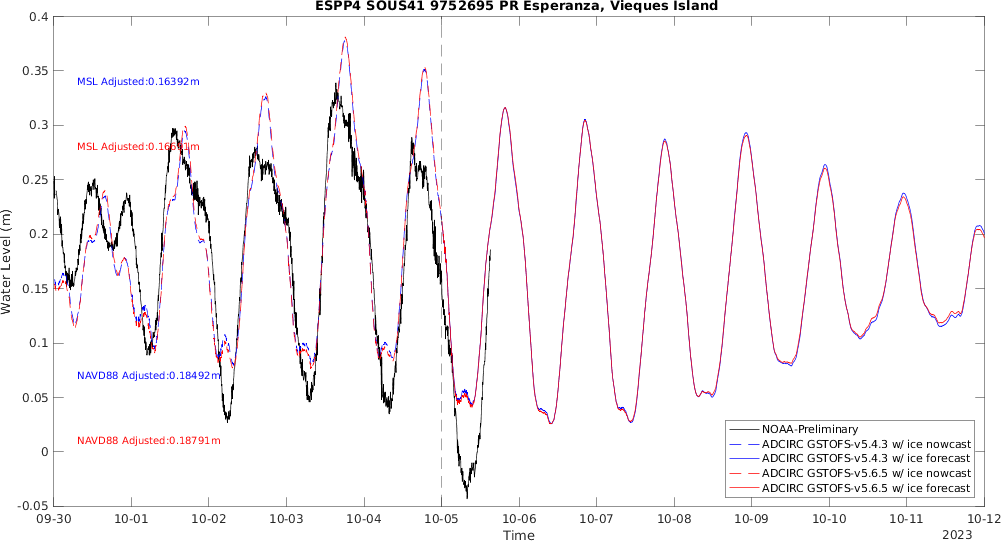 ESPP4 SOUS41 9752695 PR Esperanza, Vieques Island
0.4
0.35
0.3
0.25
0.2
0.15
0.1
0.05
0
-0.05
Water Level (m)
MSL Adjusted:0.16392m
MSL Adjusted:
NAVD88 Adjusted:0.18492m
NAVD88 Adjusted:0.18791m
NOAA-Preliminary
ADCIRC GSTOFS-v5.4.3 w/ ice nowcast
ADCIRC GSTOFS-v5.4.3 w/ ice forecast
ADCIRC GSTOFS-v5.6.5 w/ ice nowcast
ADCIRC GSTOFS-v5.6.5 w/ ice forecast
09-30 10-01 10-02 10-03 10-04 10-05 10-06 10-07 10-08 10-09 10-10 10-11 10-12
Time
2023